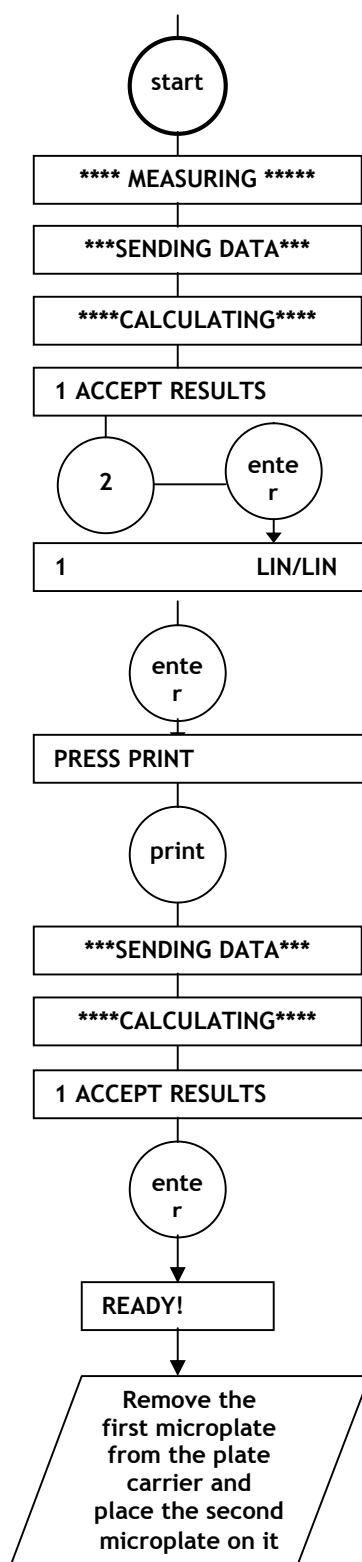 start
**** MEASURING *****
***SENDING DATA***
****CALCULATING****
1 ACCEPT RESULTS
2
ente
r
1 LIN/LIN
ente
r
PRESS PRINT
print
***SENDING DATA***
****CALCULATING****
1 ACCEPT RESULTS
ente
r
READY!
Remove the
first microplate
from the plate
carrier and
place the second
microplate on it